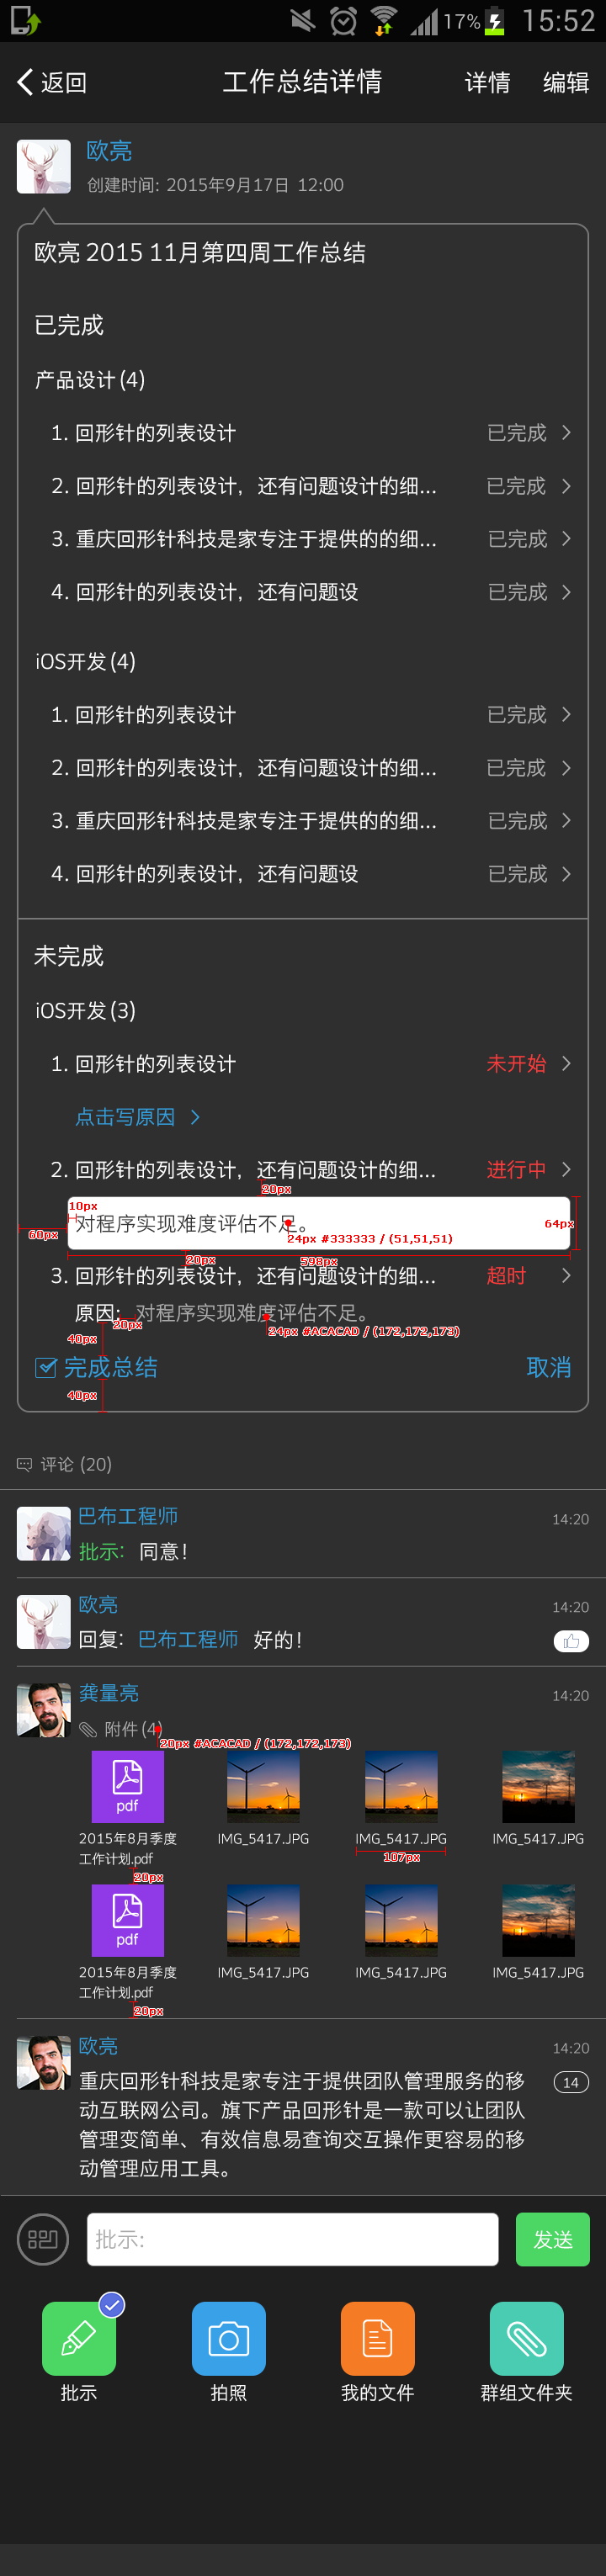 17% 15:52
返回 工作总结详情 详情 编辑
欧亮
创建时间: 2015年9月17日 12:00
欧亮 2015 11月第四周工作总结
已完成
产品设计(4)
1. 回形针的列表设计 已完成
2. 回形针的列表设计，还有问题设计的细... 已完成
3. 重庆回形针科技是家专注于提供的的细... 已完成
4. 回形针的列表设计，还有问题设 已完成
iOS开发(4)
1. 回形针的列表设计 已完成
2. 回形针的列表设计，还有问题设计的细... 已完成
3. 重庆回形针科技是家专注于提供的的细... 已完成
4. 回形针的列表设计，还有问题设 已完成
未完成
iOS开发(3)
1. 回形针的列表设计 未开始
点击写原因
2. 回形针的列表设计，还有问题设计的细... 进行中
20px
10px
对程序实现难度评估不足。
64px
60px
24px #333333 / (51,51,51)
20px
598px
3. 回形针的列表设计，还有问题设计的细... 超时
原因: 对程序实现难度评估不足。
20px
24px #ACACAD / (172,172,173)
40px
完成总结 取消
40px
评论 (20)
巴布工程师 14:20
批示: 同意!
欧亮 14:20
回复: 巴布工程师 好的!
龚量亮 14:20
附件(4)
20px #ACACAD / (172,172,173)
pdf
2015年8月季度 IMG_5417.JPG IMG_5417.JPG IMG_5417.JPG
工作计划.pdf
107px
20px
pdf
2015年8月季度 IMG_5417.JPG IMG_5417.JPG IMG_5417.JPG
工作计划.pdf
20px
欧亮 14:20
重庆回形针科技是家专注于提供团队管理服务的移 14
动互联网公司。旗下产品回形针是一款可以让团队
管理变简单、有效信息易查询交互操作更容易的移
动管理应用工具。
批示: 发送
批示 拍照 我的文件 群组文件夹